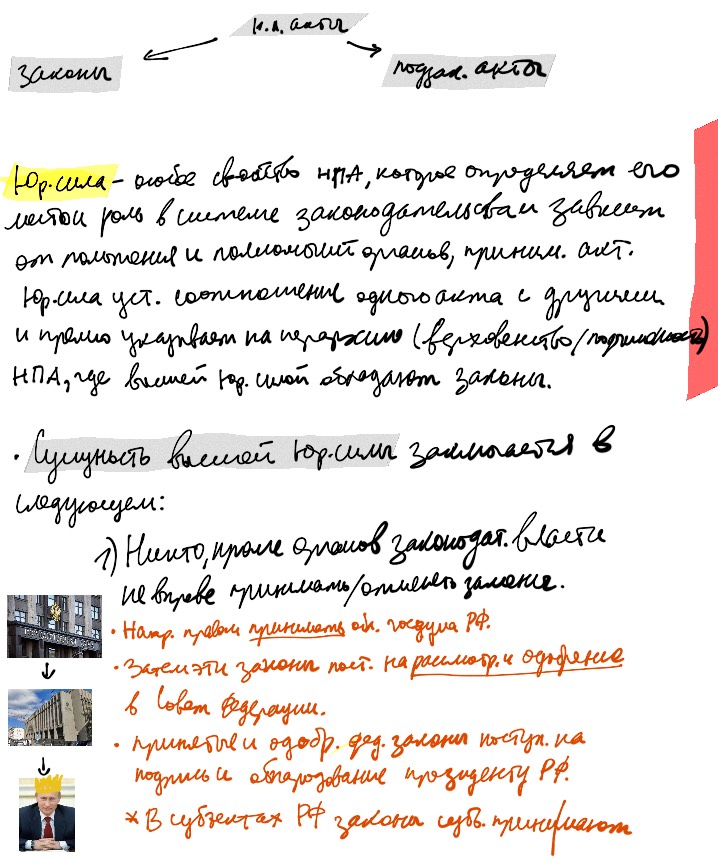 н.п. акты
законы
подзак. акты
Юр.сила - особое свойство НПА, которое определяет его
место и роль в системе законодательства и зависит
от положения и полномочий органов, приним. акт.
Юр.сила уст. соотношение одного акта с другими
и прямо указывает на иерархию (верховенство/подчинённость)
НПА, где высшей Юр.силой обладают законы.
· Сущность высшей Юр.силы заключается в
следующем:
1) Никто, кроме органов законодат. власти
не вправе принимать/отменять законы.
· Напр. правом принимать обл. госдума РФ.
· Затем эти законы пост. на рассмотр. и одобрение
в Совет Федерации.
· принятые и одобр. фед. законы поступ. на
подпись и обнародование президенту РФ.
* В субъектах РФ законы субъ. принимают